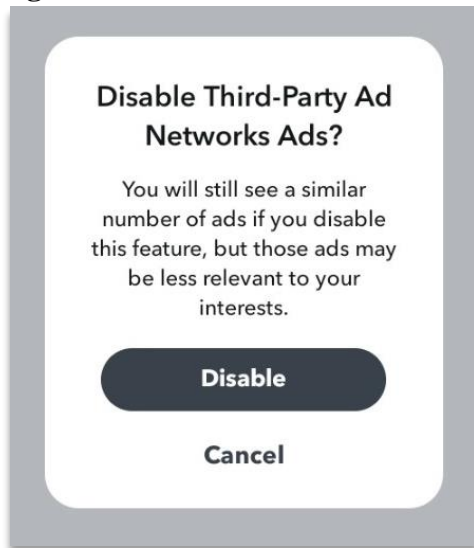 Disable Third-Party Ad
Networks Ads?
You will still see a similar
number of ads if you disable
this feature, but those ads may
be less relevant to your
interests.
Disable
Cancel